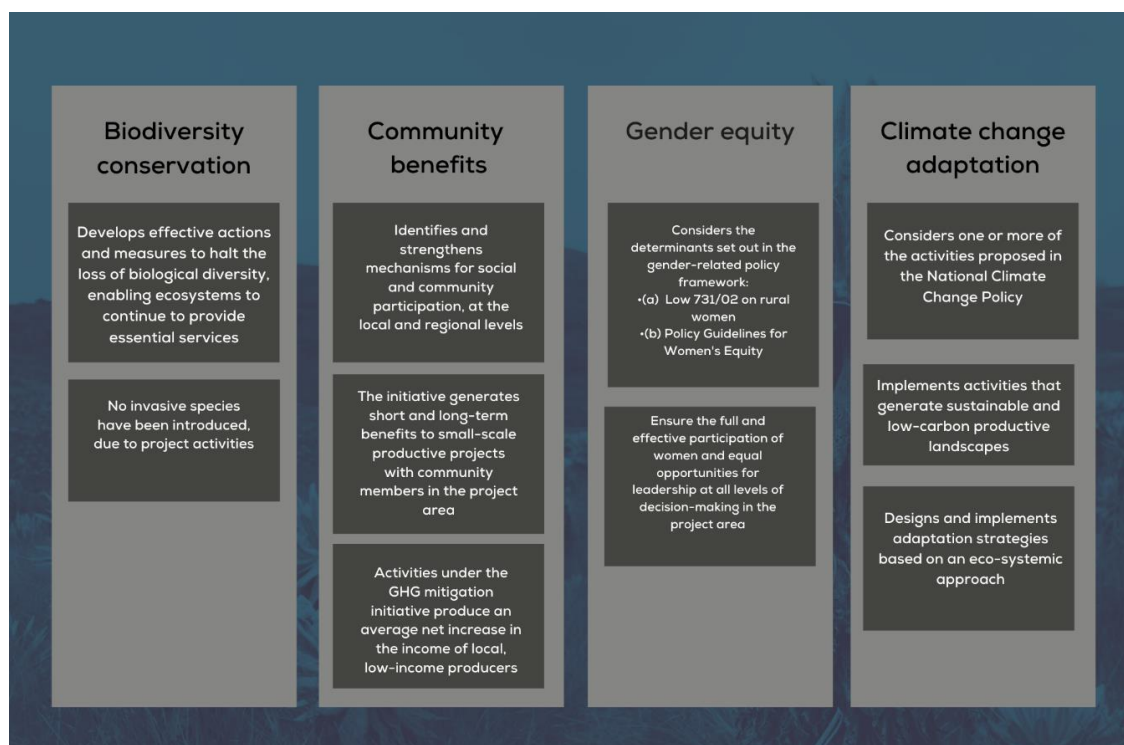 Biodiversity
conservation
Develops effective actions
and measures to halt the
loss of biological diversity,
enabling ecosystems to
continue to provide
essential services
No invasive species
have been introduced,
due to project activities
Community
benefits
Identifies and
strengthens
mechanisms for social
and community
participation, at the
local and regional levels
The initiative generates
short and long-term
benefits to small-scale
productive projects
with community
members in the project
area
Activities under the
GHG mitigation
initiative produce an
average net increase in
the income of local,
low-income producers
Gender equity
Considers the
determinants set out in the
gender-related policy
framework:
•(a) Low 731/02 on rural
women
•(b) Policy Guidelines for
Women's Equity
Ensure the full and
effective participation of
women and equal
opportunities for
leadership at all levels of
decision-making in the
project area
Climate change
adaptation
Considers one or more of
the activities proposed in
the National Climate
Change Policy
Implements activities that
generate sustainable and
low-carbon productive
landscapes
Designs and implements
adaptation strategies
based on an eco-systemic
approach